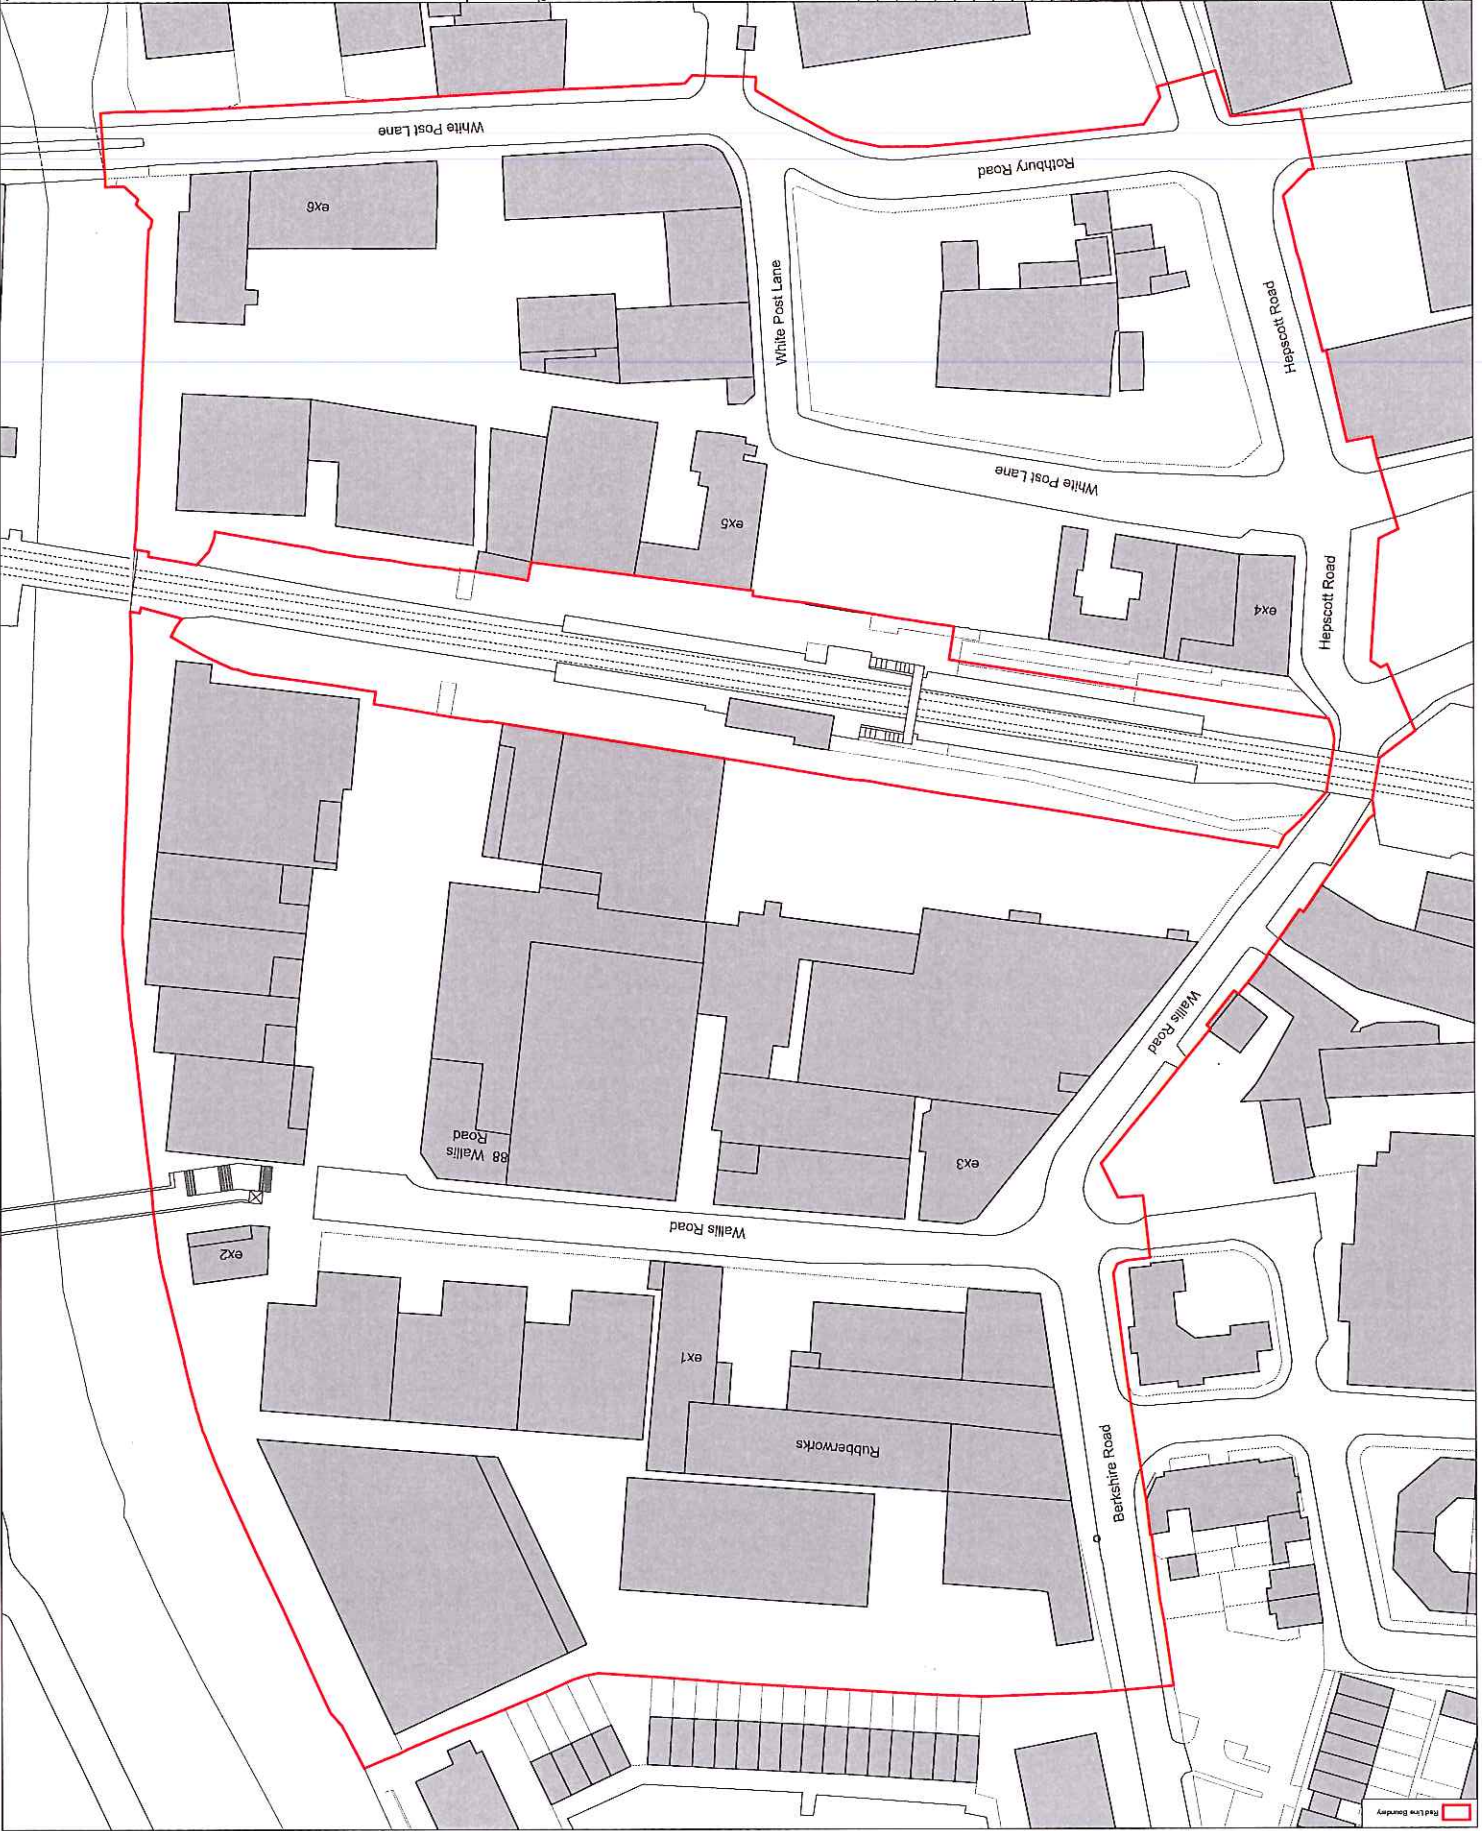 White Post Lane
Rothbury Road
ex6
White Post Lane
Hepscott Road
White Post Lane
ex5
Hepscott Road
ex4
Wallis Road
88 Wallis
Road
ex3
Wallis Road
ex2
ex1
Rubberworks
Berkshire Road
Red Line Boundary